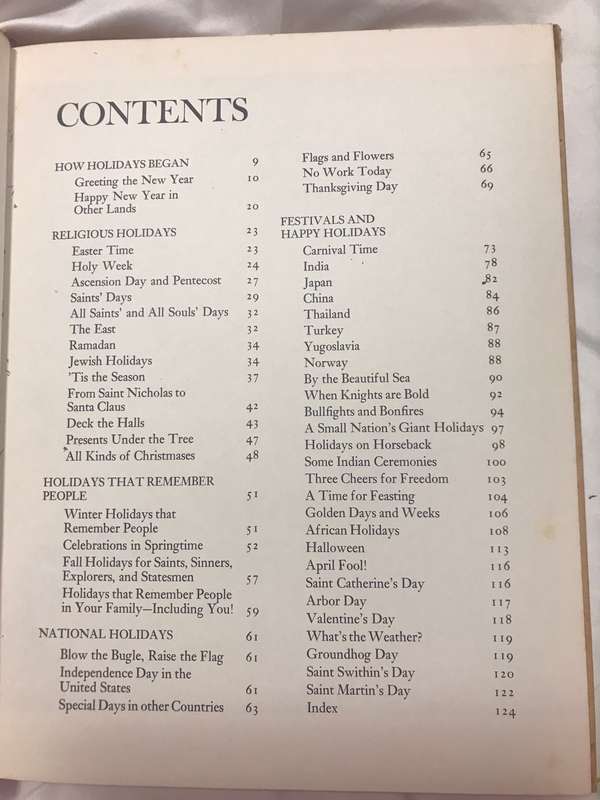 CONTENTS
HOW HOLIDAYS BEGAN 9
Greeting the New Year 10
Happy New Year in
Other Lands 20
RELIGIOUS HOLIDAYS 23
Easter Time 23
Holy Week 24
Ascension Day and Pentecost 27
Saints' Days 29
All Saints' and All Souls' Days 32
The East 32
Ramadan 34
Jewish Holidays 34
'Tis the Season 37
From Saint Nicholas to
Santa Claus 42
Deck the Halls 43
Presents Under the Tree 47
All Kinds of Christmases 48
HOLIDAYS THAT REMEMBER
PEOPLE 51
Winter Holidays that
Remember People 51
Celebrations in Springtime 52
Fall Holidays for Saints, Sinners,
Explorers, and Statesmen 57
Holidays that Remember People
in Your Family—Including You! 59
NATIONAL HOLIDAYS 61
Blow the Bugle, Raise the Flag 61
Independence Day in the
United States 61
Special Days in other Countries 63
Flags and Flowers 65
No Work Today 66
Thanksgiving Day 69
FESTIVALS AND
HAPPY HOLIDAYS
Carnival Time 73
India 78
Japan 82
China 84
Thailand 86
Turkey 87
Yugoslavia 88
Norway 88
By the Beautiful Sea 90
When Knights are Bold 92
Bullfights and Bonfires 94
A Small Nation's Giant Holidays 97
Holidays on Horseback 98
Some Indian Ceremonies 100
Three Cheers for Freedom 103
A Time for Feasting 104
Golden Days and Weeks 106
African Holidays 108
Halloween 113
April Fool! 116
Saint Catherine's Day 116
Arbor Day 117
Valentine's Day 118
What's the Weather? 119
Groundhog Day 119
Saint Swithin's Day 120
Saint Martin's Day 122
Index 124